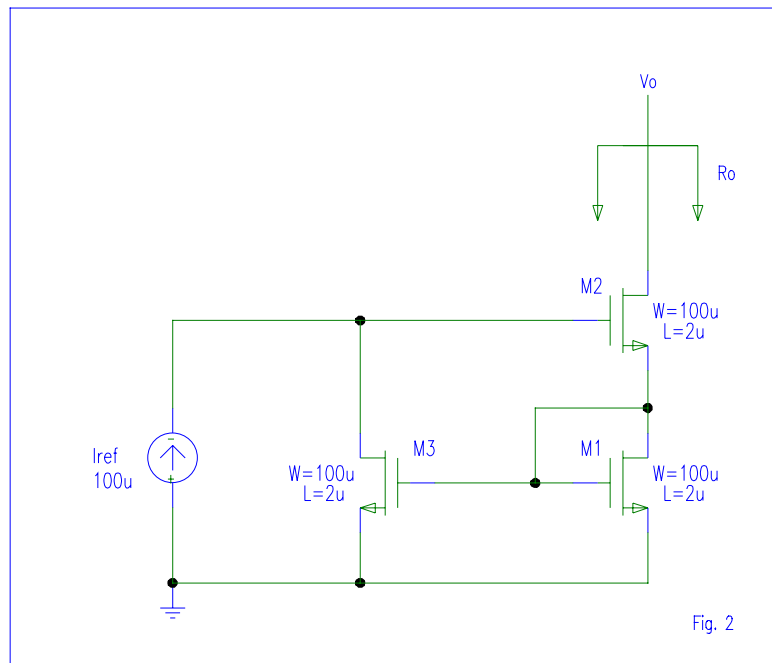 Vo
Ro
M2
W=100u
L=2u
Iref
100u
-
+
M3
W=100u
L=2u
M1
W=100u
L=2u
Fig. 2